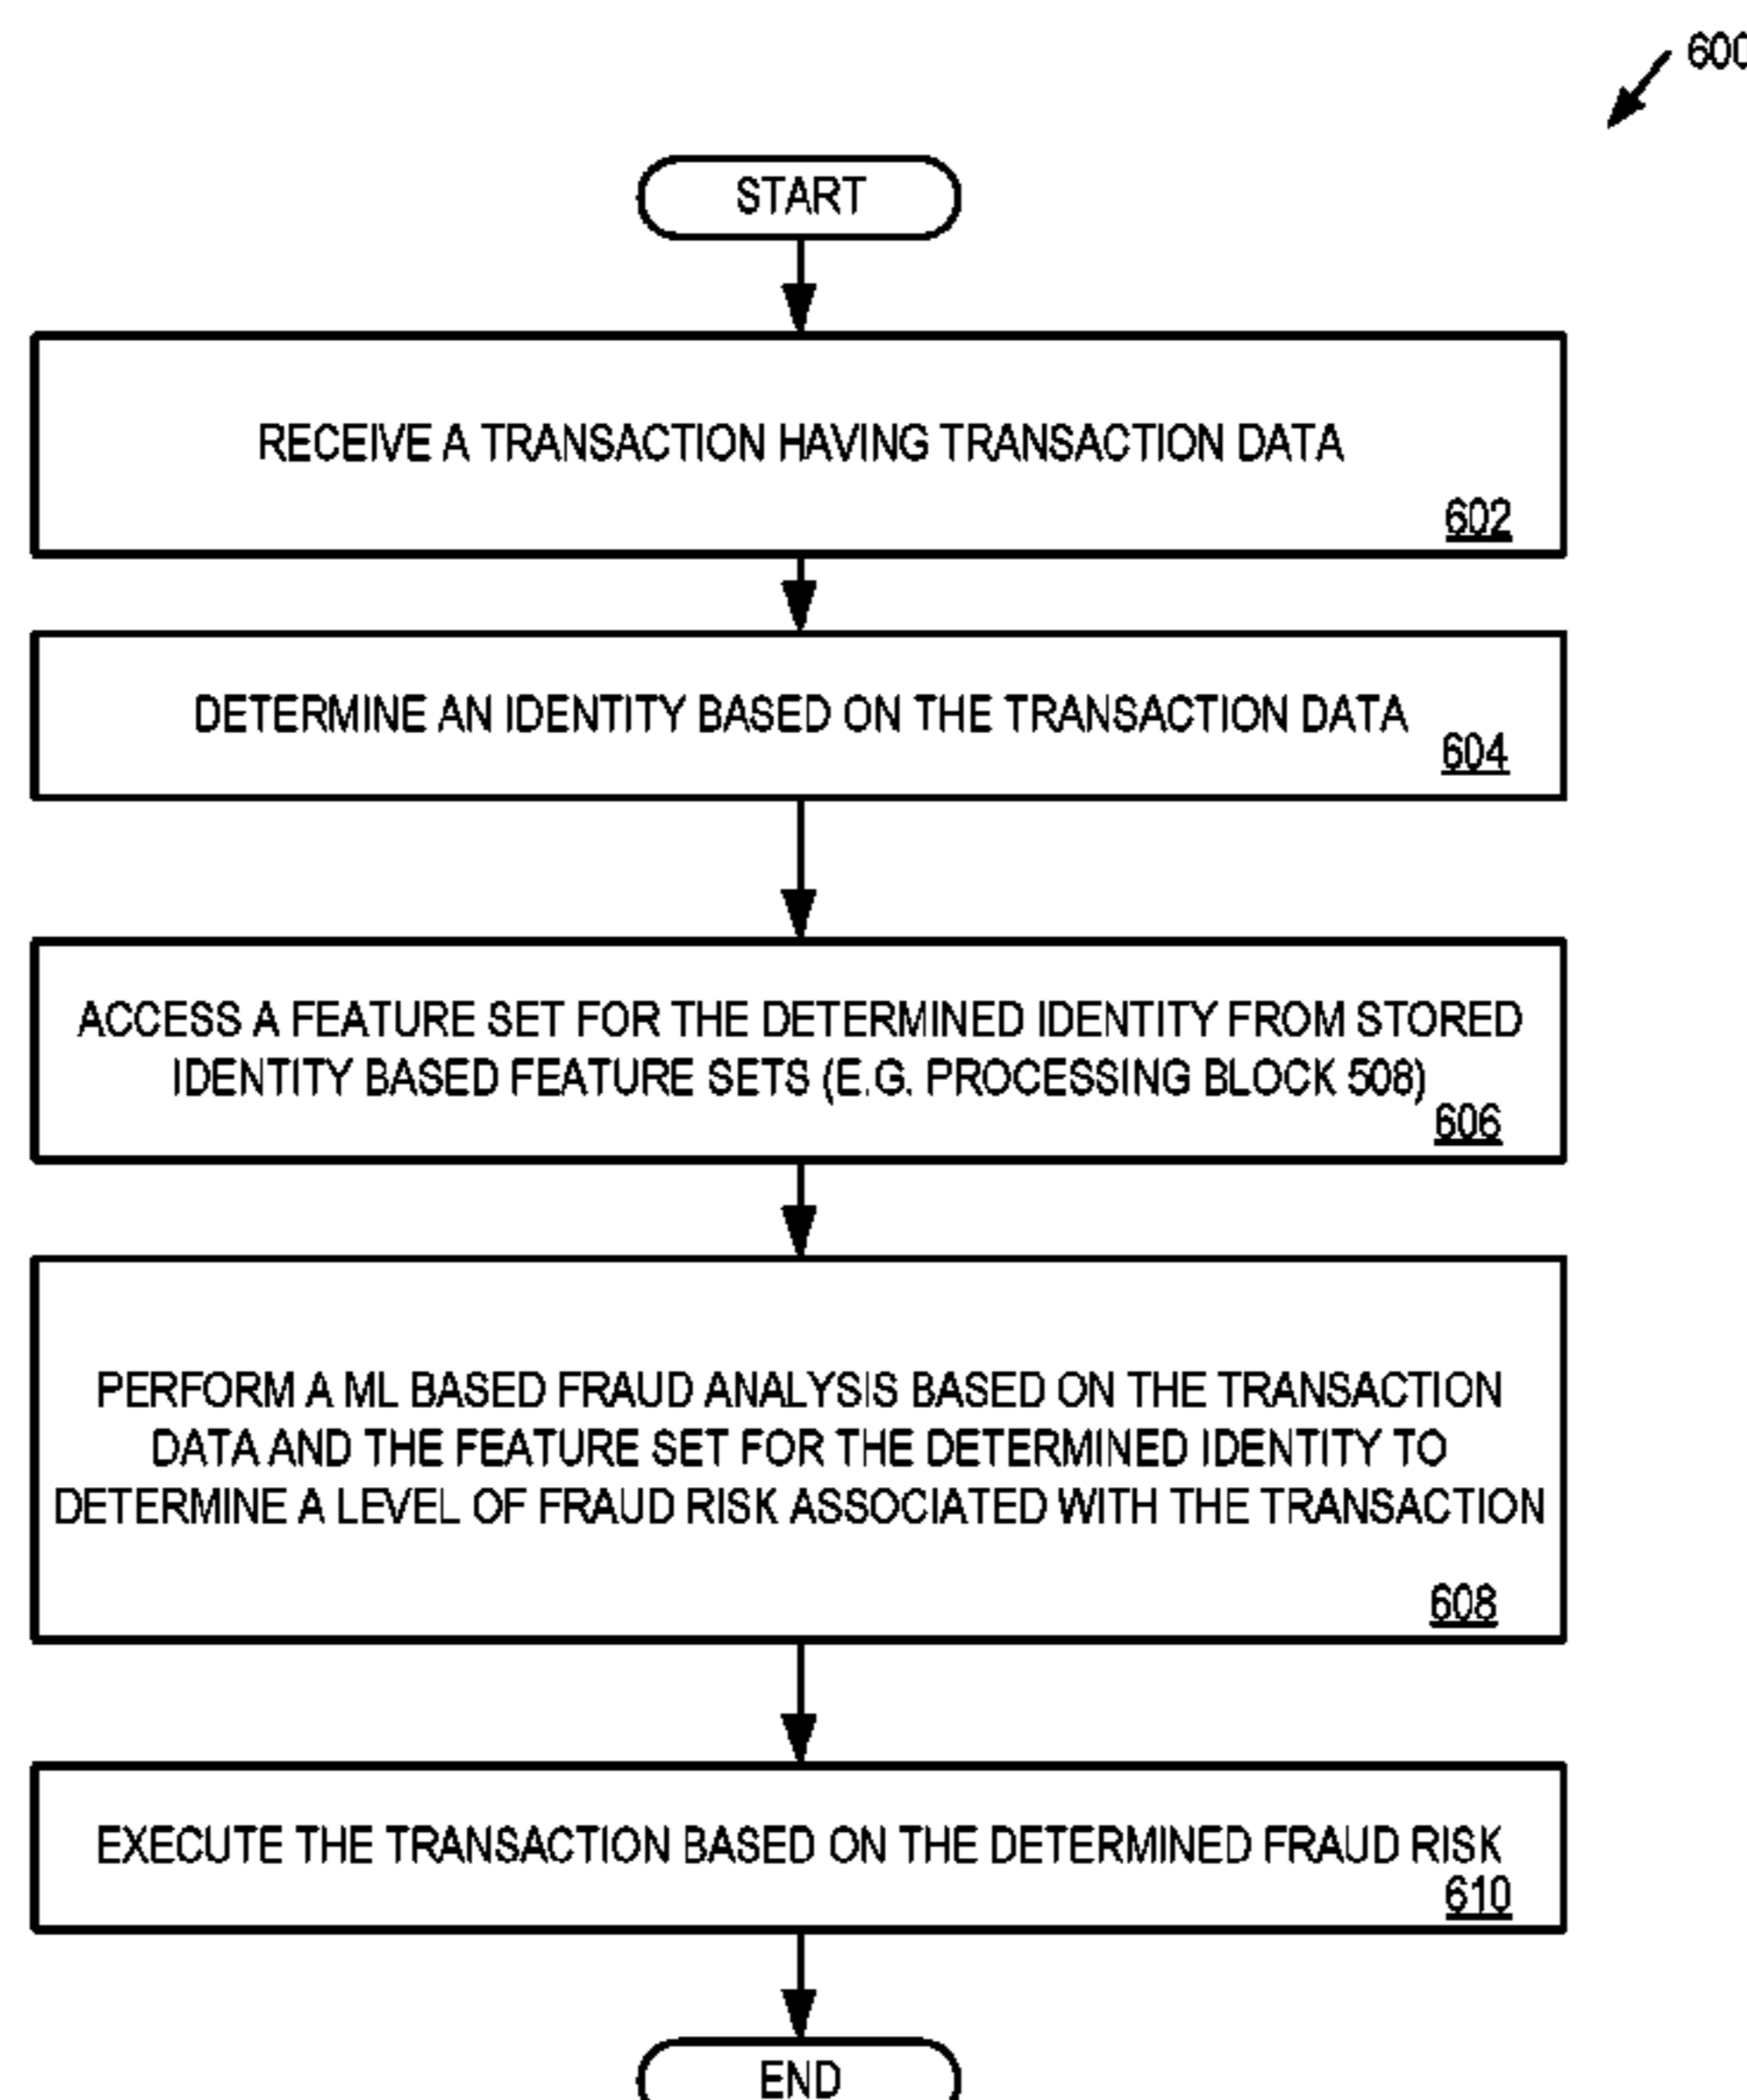 600
START
RECEIVE A TRANSACTION HAVING TRANSACTION DATA
602
DETERMINE AN IDENTITY BASED ON THE TRANSACTION DATA
604
ACCESS A FEATURE SET FOR THE DETERMINED IDENTITY FROM STORED
IDENTITY BASED FEATURE SETS (E.G. PROCESSING BLOCK 508)
606
PERFORM A ML BASED FRAUD ANALYSIS BASED ON THE TRANSACTION
DATA AND THE FEATURE SET FOR THE DETERMINED IDENTITY TO
DETERMINE A LEVEL OF FRAUD RISK ASSOCIATED WITH THE TRANSACTION
608
EXECUTE THE TRANSACTION BASED ON THE DETERMINED FRAUD RISK
610
END